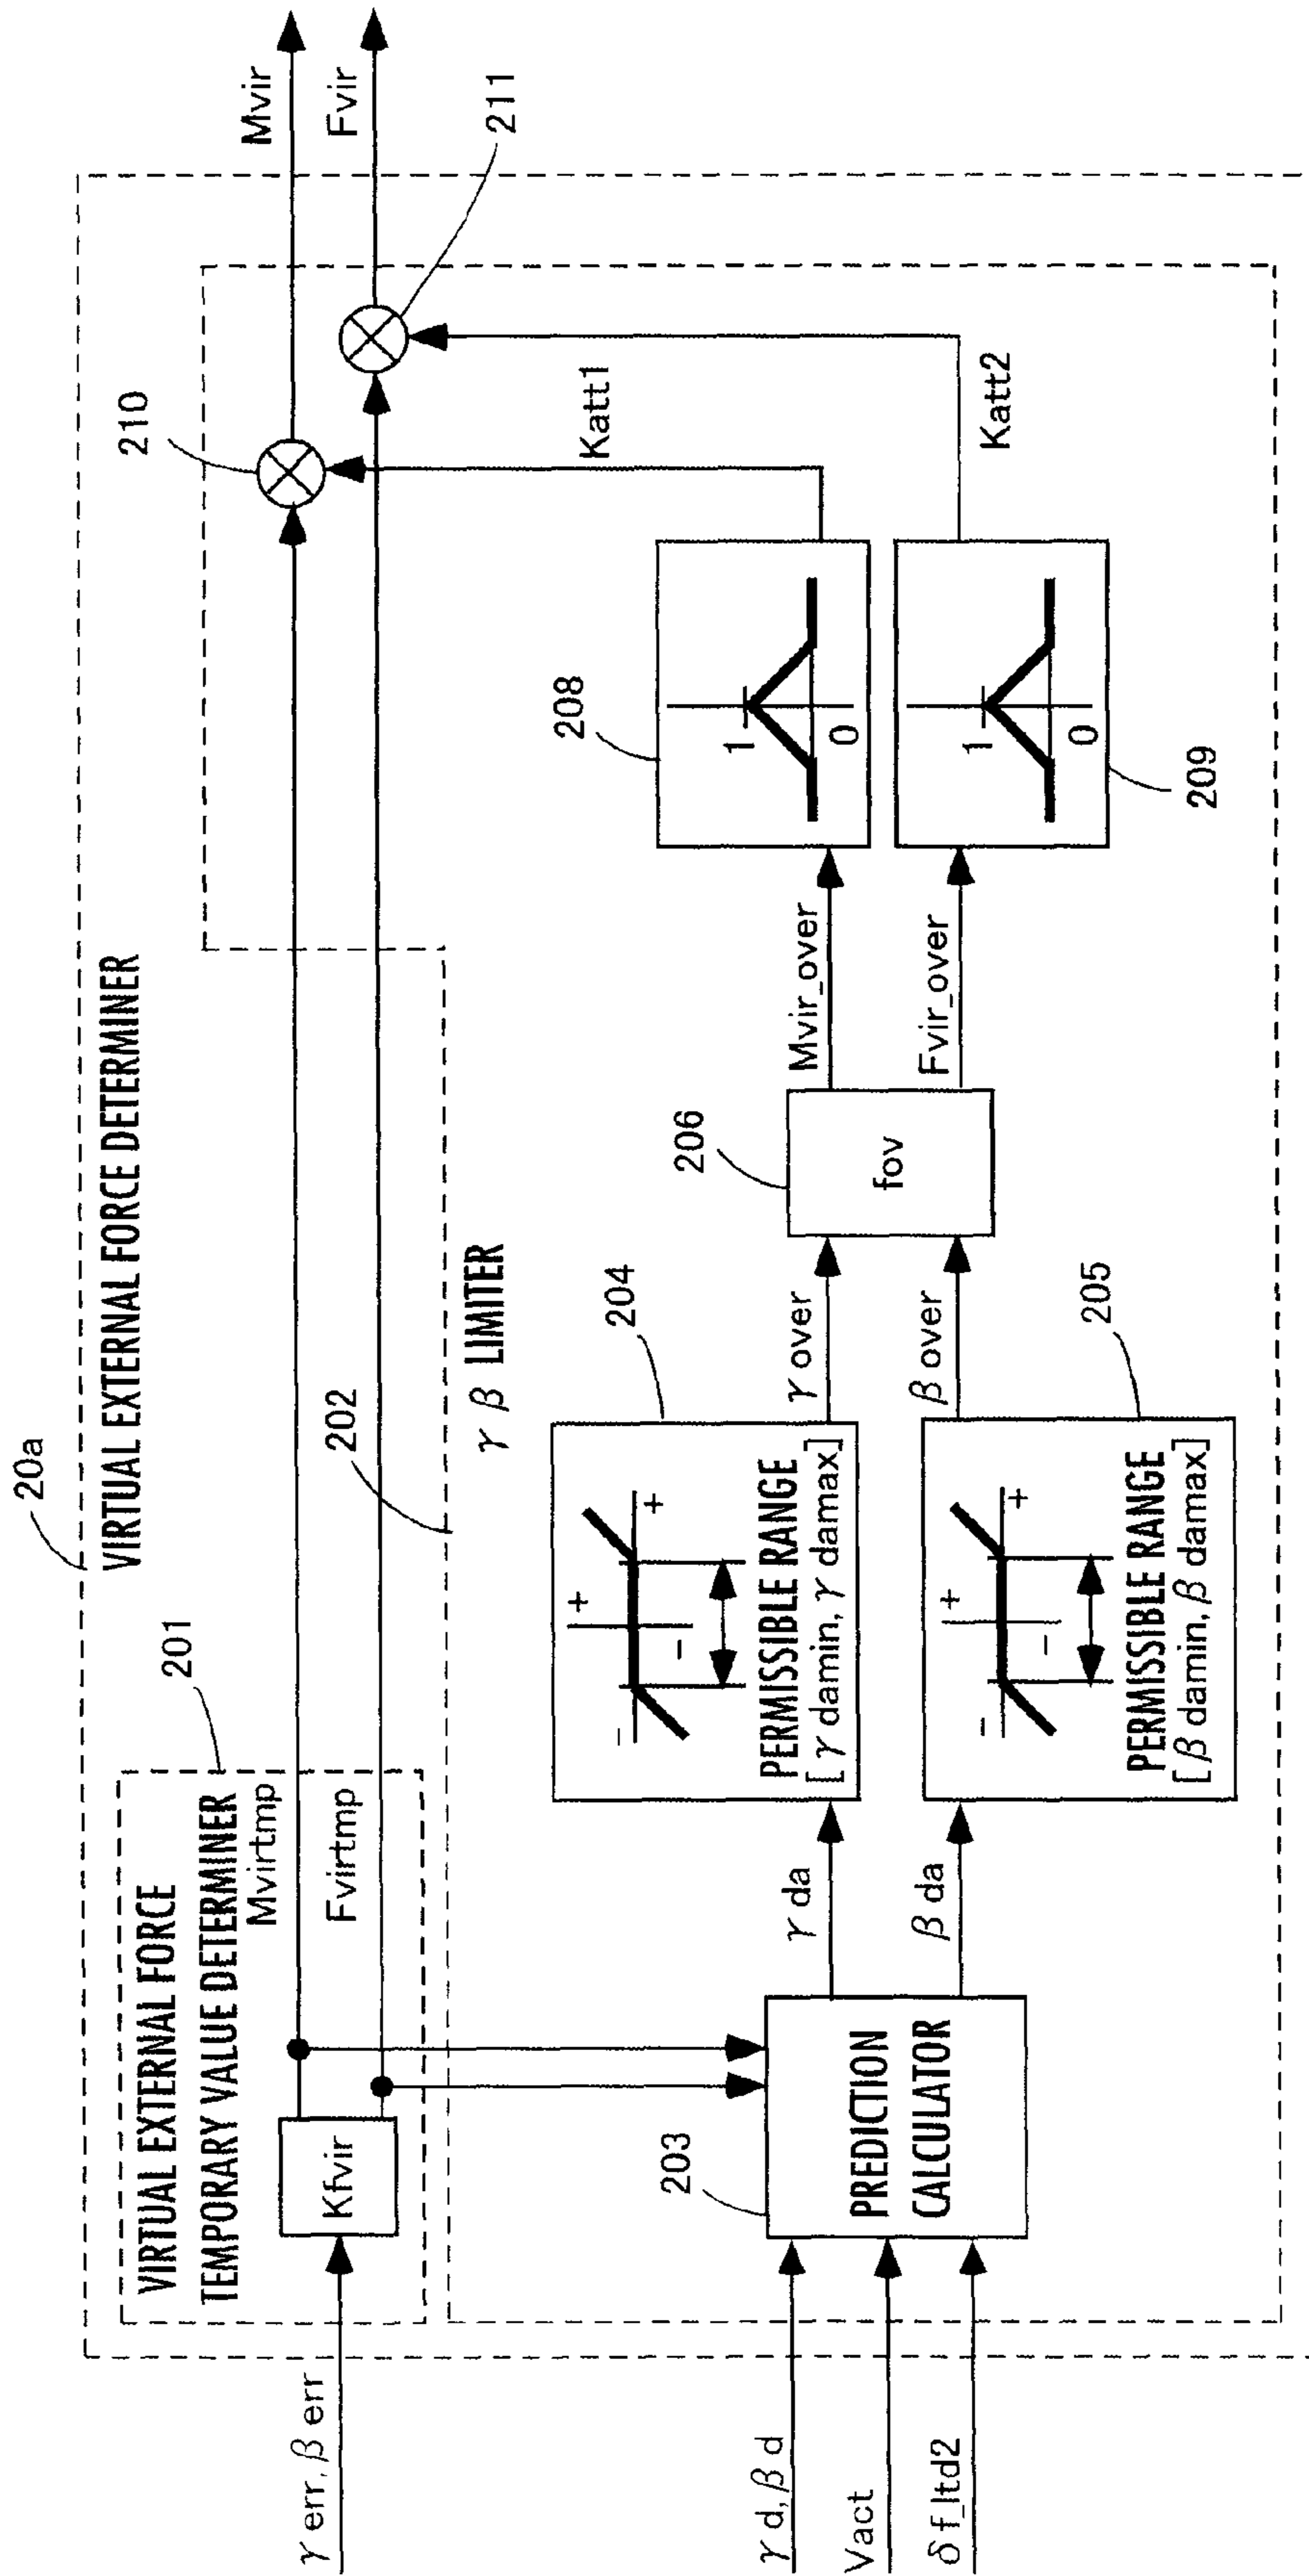 20a
VIRTUAL EXTERNAL FORCE DETERMINER
201
VIRTUAL EXTERNAL FORCE
TEMPORARY VALUE DETERMINER
Mvirtmp
Fvirtmp
Kfvir
γ err, β err
210
Mvir
Fvir
211
202
γ β LIMITER
Katt1
Katt2
γ d, β d
Vact
δ f_ltd2
203
PREDICTION
CALCULATOR
γ da
β da
204
+
+
−
−
PERMISSIBLE RANGE
[ γ damin, γ damax]
205
+
+
−
−
PERMISSIBLE RANGE
[ β damin, β damax]
γ over
β over
206
fov
Mvir_over
Fvir_over
208
1
0
209
1
0